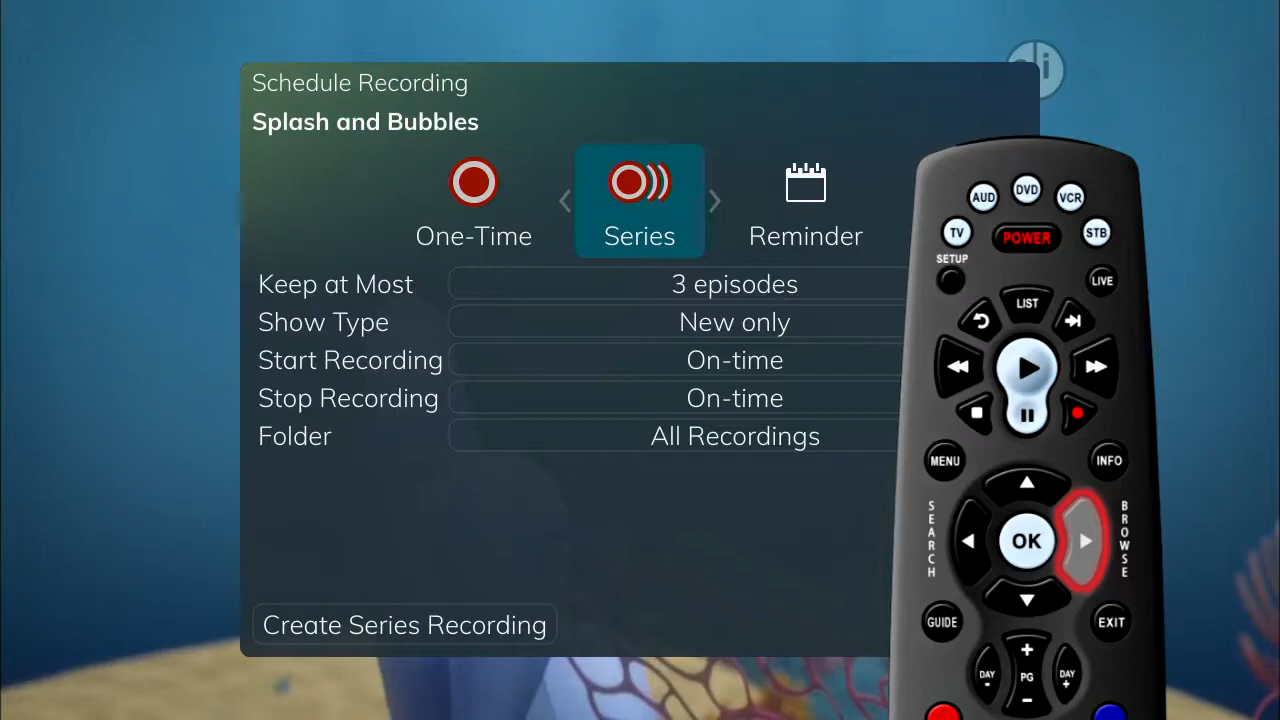 Schedule Recording
Splash and Bubbles
One-Time
Series
Reminder
Keep at Most 3 episodes
Show Type New only
Start Recording On-time
Stop Recording On-time
Folder All Recordings
Create Series Recording
AUD DVD VCR
TV POWER STB
SETUP LIVE
LIST
MENU INFO
SEARCH OK BROWSE
GUIDE EXIT
+
DAY - PG DAY +
-